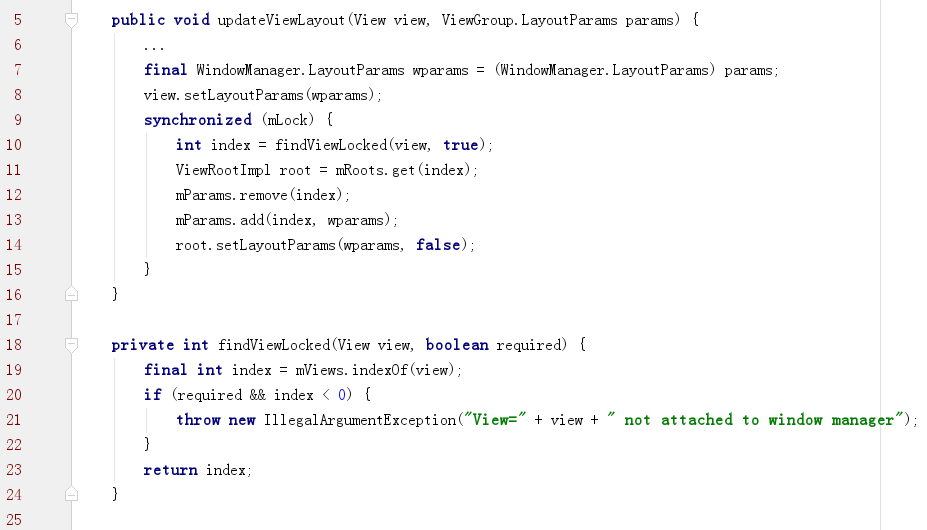 5 public void updateViewLayout(View view, ViewGroup.LayoutParams params) {
6 ...
7 final WindowManager.LayoutParams wparams = (WindowManager.LayoutParams) params;
8 view.setLayoutParams(wparams);
9 synchronized (mLock) {
10 int index = findViewLocked(view, true);
11 ViewRootImpl root = mRoots.get(index);
12 mParams.remove(index);
13 mParams.add(index, wparams);
14 root.setLayoutParams(wparams, false);
15 }
16 }
17
18 private int findViewLocked(View view, boolean required) {
19 final int index = mViews.indexOf(view);
20 if (required && index < 0) {
21 throw new IllegalArgumentException("View=" + view + " not attached to window manager");
22 }
23 return index;
24 }
25